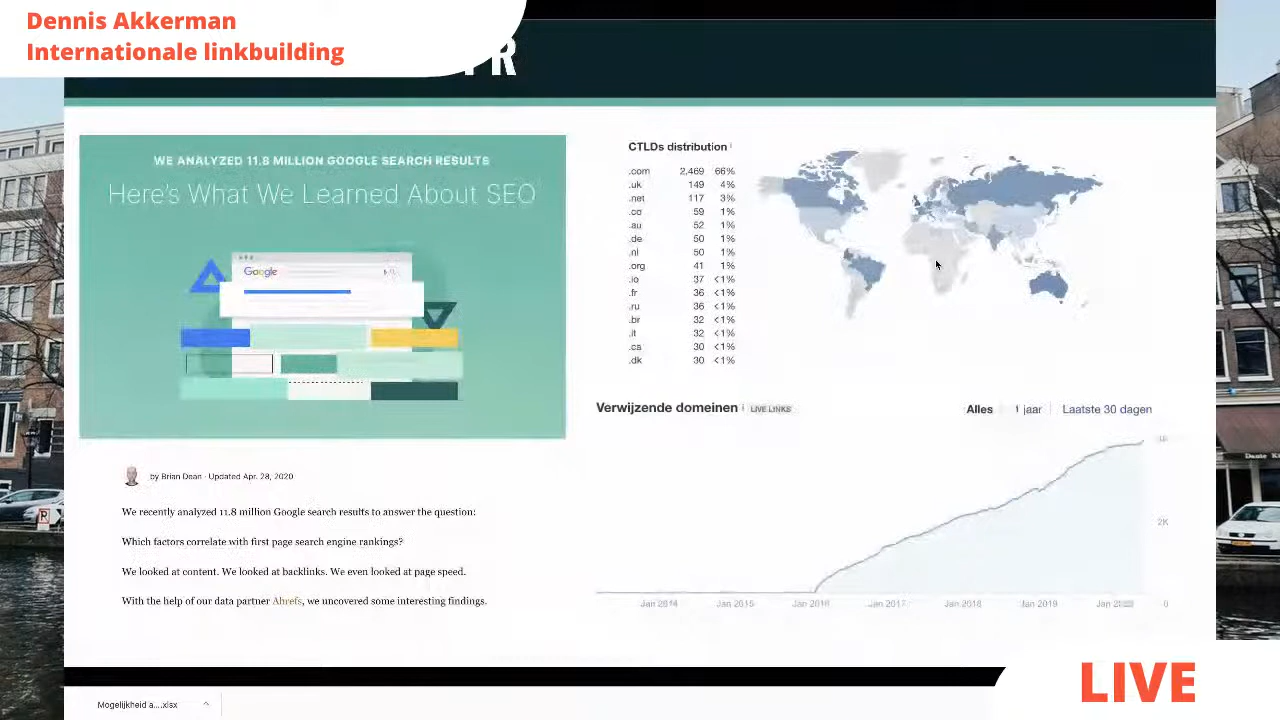 Dennis Akkerman
Internationale linkbuilding
WE ANALYZED 11.8 MILLION GOOGLE SEARCH RESULTS
Here's What We Learned About SEO
Google
by Brian Dean · Updated Apr. 28, 2020
We recently analyzed 11.8 million Google search results to answer the question:
Which factors correlate with first page search engine rankings?
We looked at content. We looked at backlinks. We even looked at page speed.
With the help of our data partner Ahrefs, we uncovered some interesting findings.
CTLDs distribution
.com 2,469 66%
.uk 149 4%
.net 117 3%
.co 59 1%
.au 52 1%
.de 50 1%
.nl 50 1%
.org 41 1%
.io 37 <1%
.fr 36 <1%
.ru 36 <1%
.br 32 <1%
.it 32 <1%
.ca 30 <1%
.dk 30 <1%
Verwijzende domeinen LIVE LINKS
Alles 1 jaar Laatste 30 dagen
2K
0
Jan 2014 Jan 2015 Jan 2016 Jan 2017 Jan 2018 Jan 2019
LIVE
Mogelijkheid a....xlsx